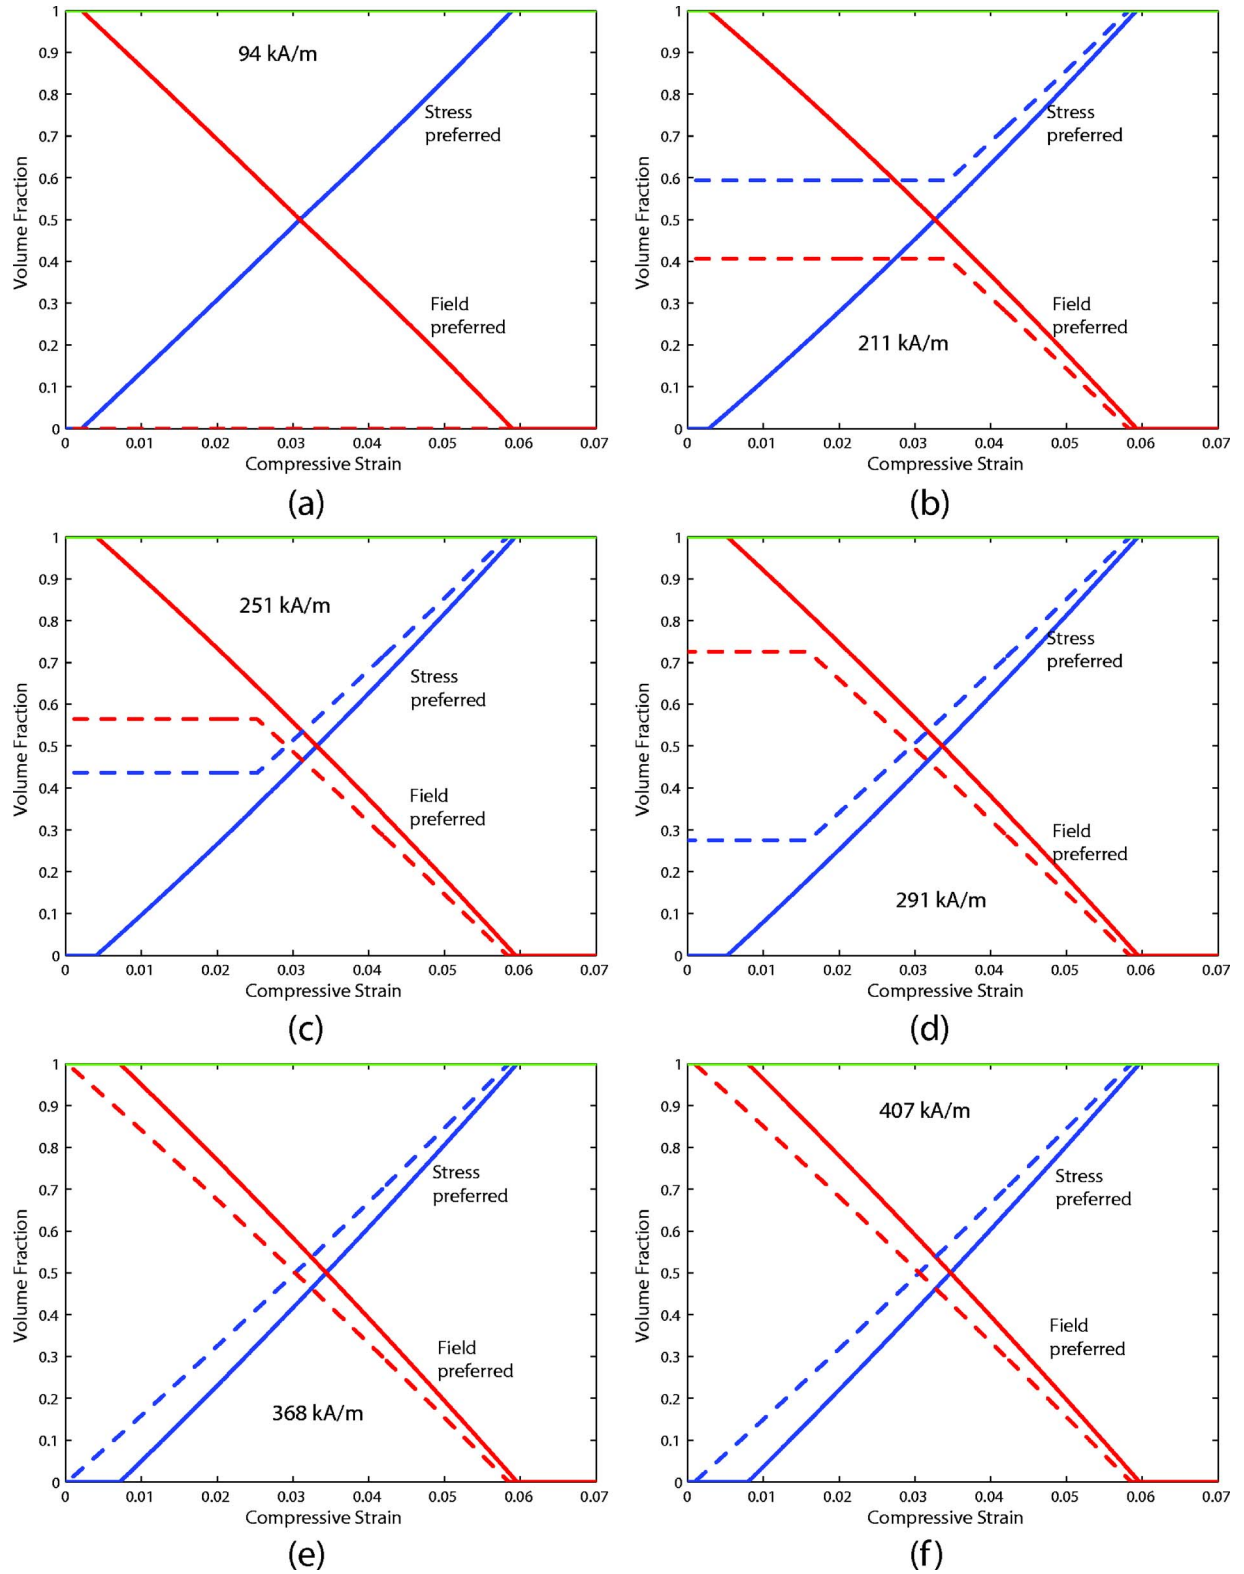 1
0.9
0.8
0.7
0.6
0.5
0.4
0.3
0.2
0.1
0
Volume Fraction
94 kA/m
Stress
preferred
Field
preferred
0 0.01 0.02 0.03 0.04 0.05 0.06 0.07
Compressive Strain
(a)
1
0.9
0.8
0.7
0.6
0.5
0.4
0.3
0.2
0.1
0
Volume Fraction
Stress
preferred
Field
preferred
211 kA/m
0 0.01 0.02 0.03 0.04 0.05 0.06 0.07
Compressive Strain
(b)
1
0.9
0.8
0.7
0.6
0.5
0.4
0.3
0.2
0.1
0
Volume Fraction
251 kA/m
Stress
preferred
Field
preferred
0 0.01 0.02 0.03 0.04 0.05 0.06 0.07
Compressive Strain
(c)
1
0.9
0.8
0.7
0.6
0.5
0.4
0.3
0.2
0.1
0
Volume Fraction
Stress
preferred
Field
preferred
291 kA/m
0 0.01 0.02 0.03 0.04 0.05 0.06 0.07
Compressive Strain
(d)
1
0.9
0.8
0.7
0.6
0.5
0.4
0.3
0.2
0.1
0
Volume Fraction
Stress
preferred
Field
preferred
368 kA/m
0 0.01 0.02 0.03 0.04 0.05 0.06 0.07
Compressive Strain
(e)
1
0.9
0.8
0.7
0.6
0.5
0.4
0.3
0.2
0.1
0
Volume Fraction
407 kA/m
Stress
preferred
Field
preferred
0 0.01 0.02 0.03 0.04 0.05 0.06 0.07
Compressive Strain
(f)